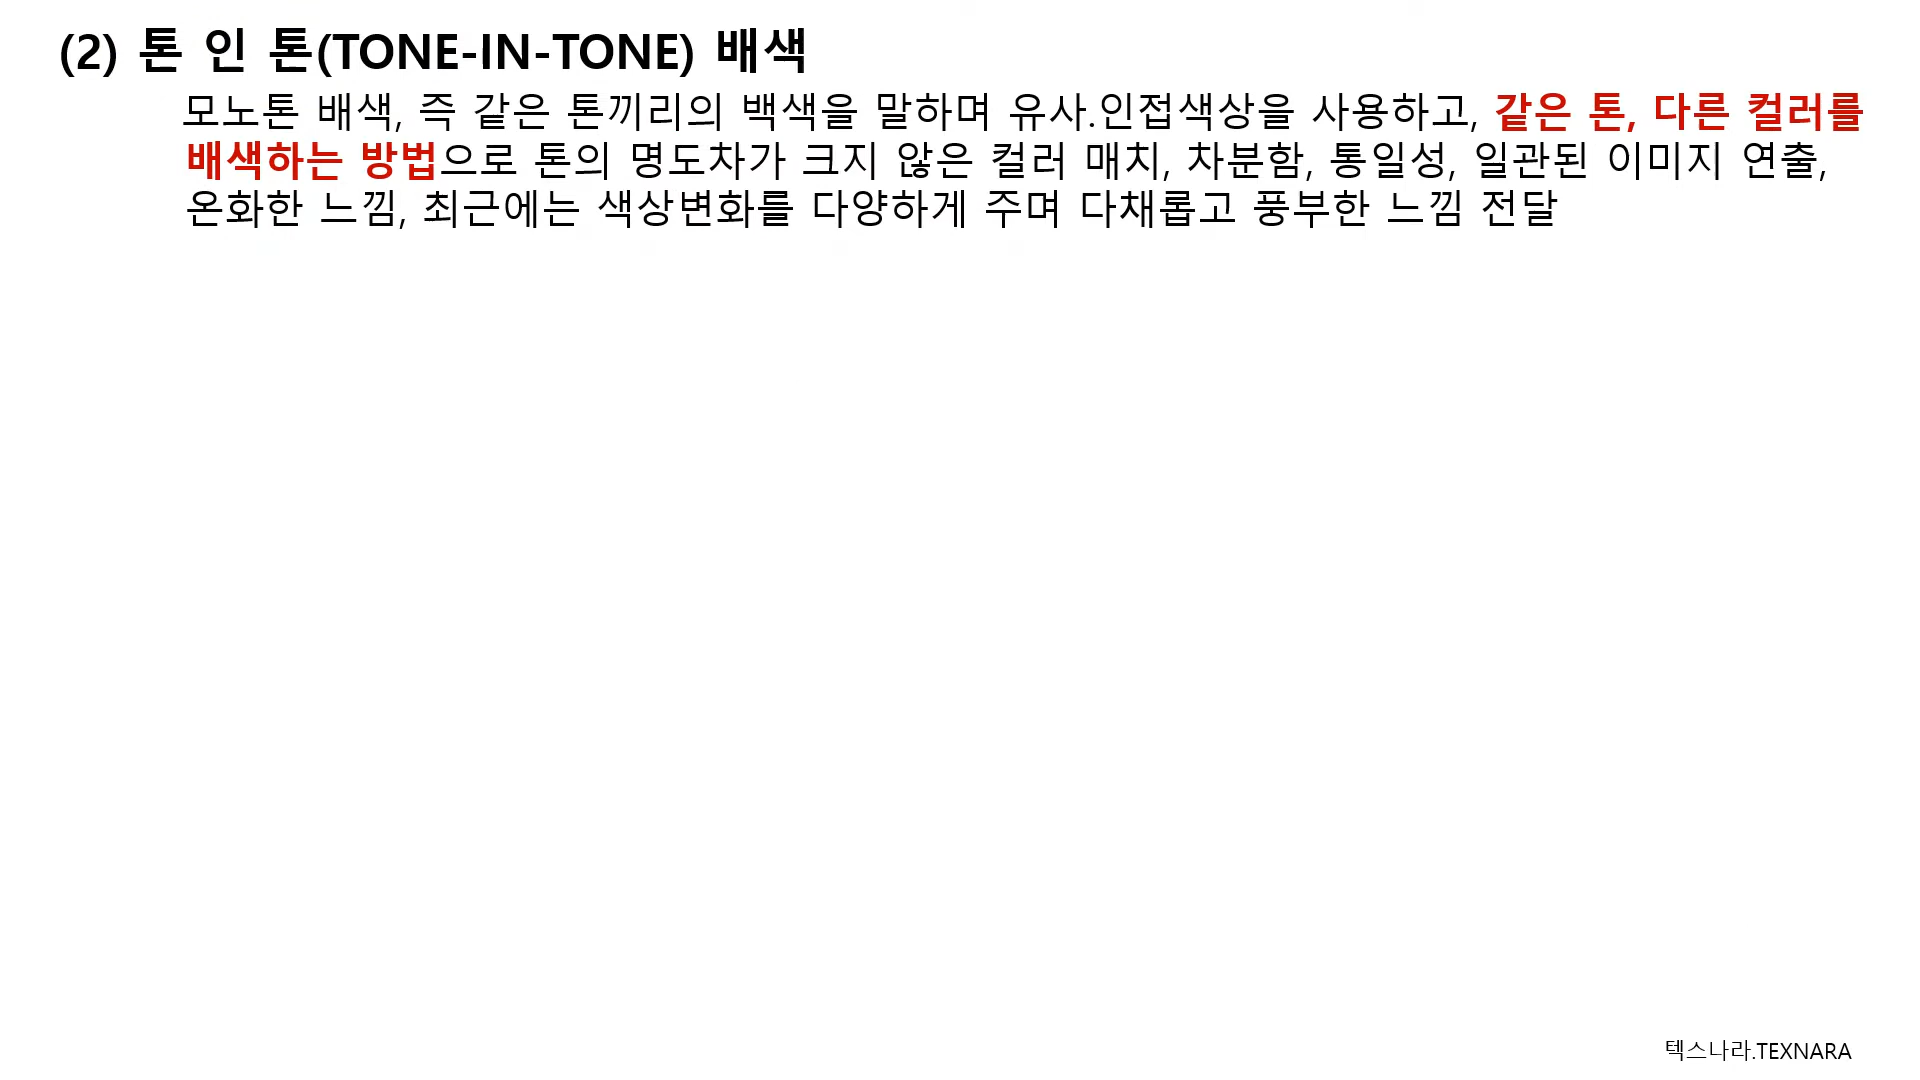 (2) 톤 인 톤(TONE-IN-TONE) 배색
모노톤 배색, 즉 같은 톤끼리의 백색을 말하며 유사.인접색상을 사용하고, 같은 톤, 다른 컬러를
배색하는 방법으로 톤의 명도차가 크지 않은 컬러 매치, 차분함, 통일성, 일관된 이미지 연출,
온화한 느낌, 최근에는 색상변화를 다양하게 주며 다채롭고 풍부한 느낌 전달
텍스나라.TEXNARA